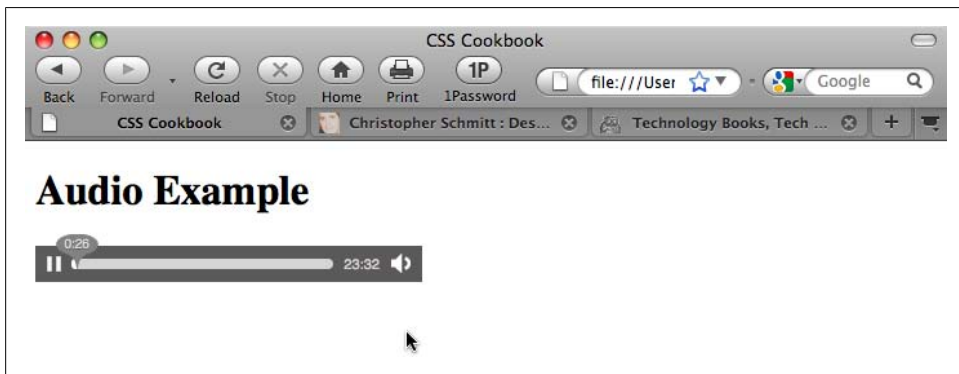 CSS Cookbook
1P
file:///User
Google
Back Forward Reload Stop Home Print 1Password
CSS Cookbook Christopher Schmitt : Des... Technology Books, Tech ...
Audio Example
0:26
23:32